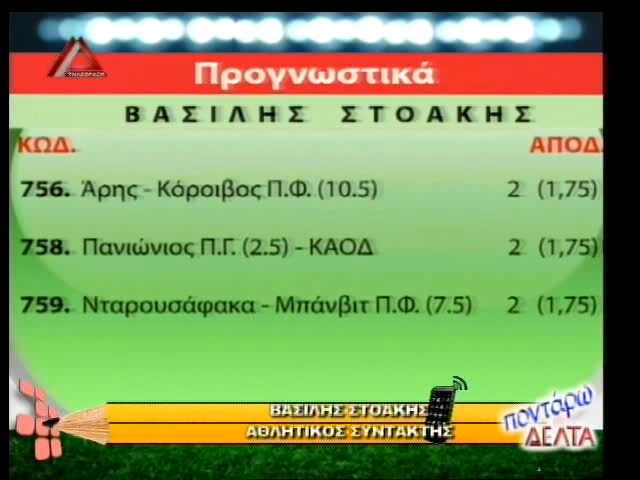 ΤΗΛΕΟΡΑΣΗ
Προγνωστικά
ΒΑΣΙΛΗΣ ΣΤΟΑΚΗΣ
ΚΩΔ. ΑΠΟΔ.
756. Άρης - Κόροιβος Π.Φ. (10.5) 2 (1,75)
758. Πανιώνιος Π.Γ. (2.5) - ΚΑΟΔ 2 (1,75)
759. Νταρουσάφακα - Μπάνβιτ Π.Φ. (7.5) 2 (1,75)
ΒΑΣΙΛΗΣ ΣΤΟΑΚΗΣ
ΑΘΛΗΤΙΚΟΣ ΣΥΝΤΑΚΤΗΣ
ποντάρω
ΔΕΛΤΑ